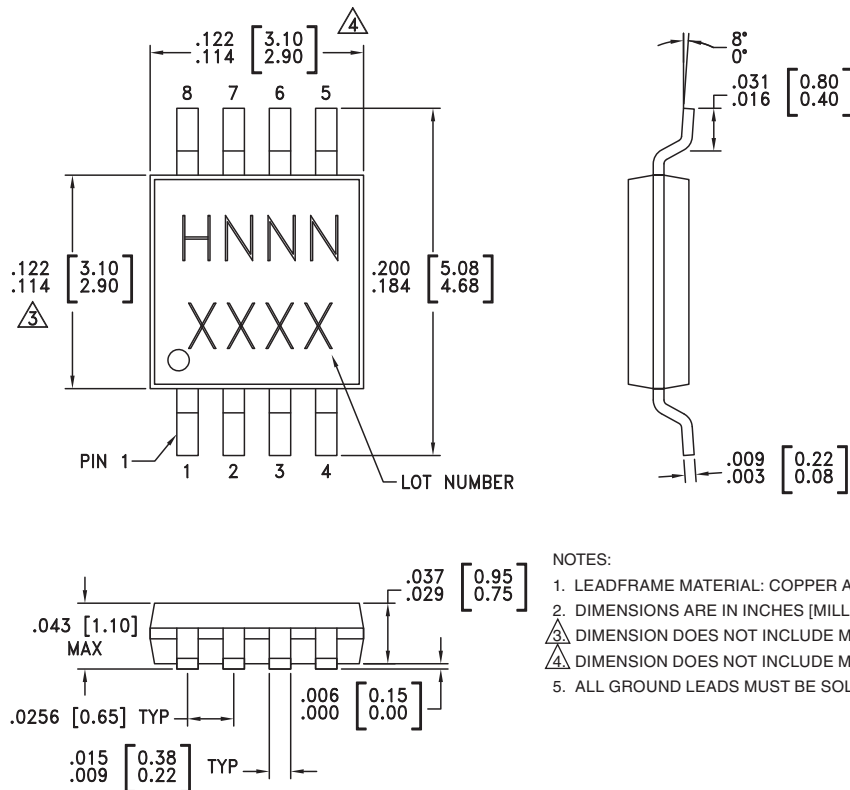 .122 [3.10]
.114 [2.90]
4
8 7 6 5
HNNN
XXXX
.122 [3.10]
.114 [2.90]
3
.200 [5.08]
.184 [4.68]
PIN 1
1 2 3 4
LOT NUMBER
8°
0°
.031 [0.80]
.016 [0.40]
.009 [0.22]
.003 [0.08]
.043 [1.10]
MAX
.037 [0.95]
.029 [0.75]
.0256 [0.65] TYP
.006 [0.15]
.000 [0.00]
.015 [0.38]
.009 [0.22]
TYP
NOTES:
1. LEADFRAME MATERIAL: COPPER
2. DIMENSIONS ARE IN INCHES
3. DIMENSION DOES NOT INCLUDE
4. DIMENSION DOES NOT INCLUDE
5. ALL GROUND LEADS MUST BE